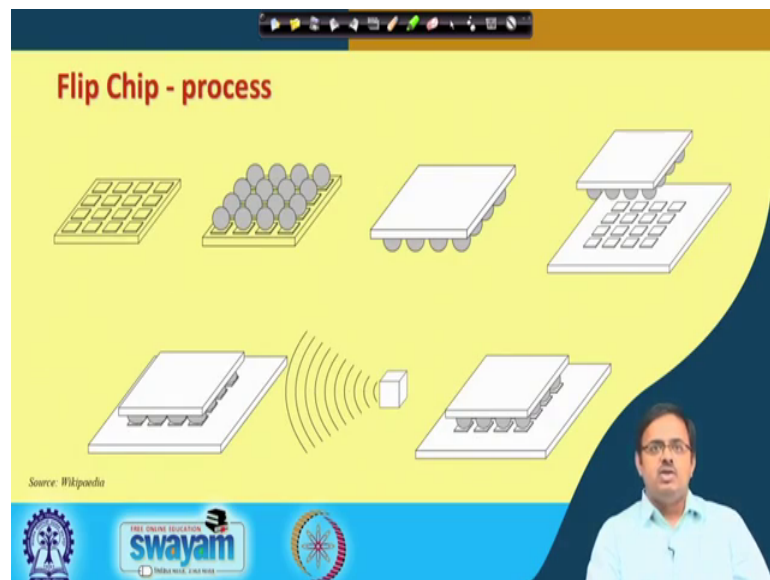 Flip Chip - process
Source: Wikipaedia
FREE ONLINE EDUCATION
swayam